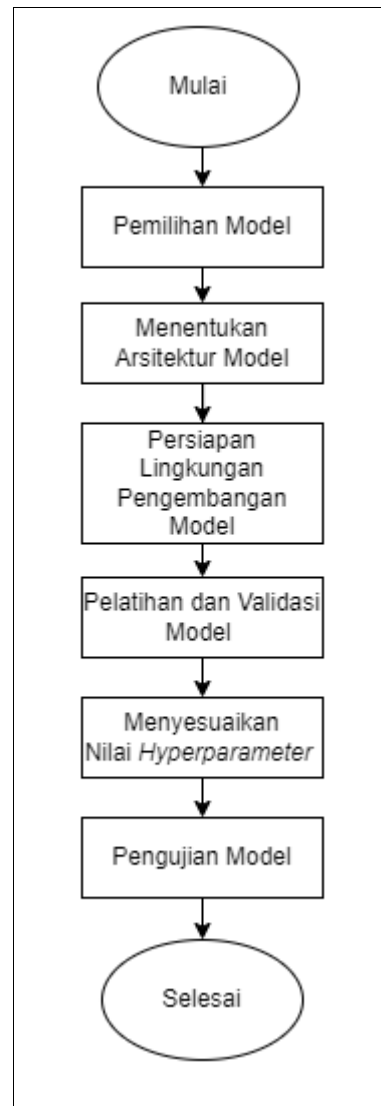 Mulai
Pemilihan Model
Menentukan
Arsitektur Model
Persiapan
Lingkungan
Pengembangan
Model
Pelatihan dan Validasi
Model
Menyesuaikan
Nilai Hyperparameter
Pengujian Model
Selesai